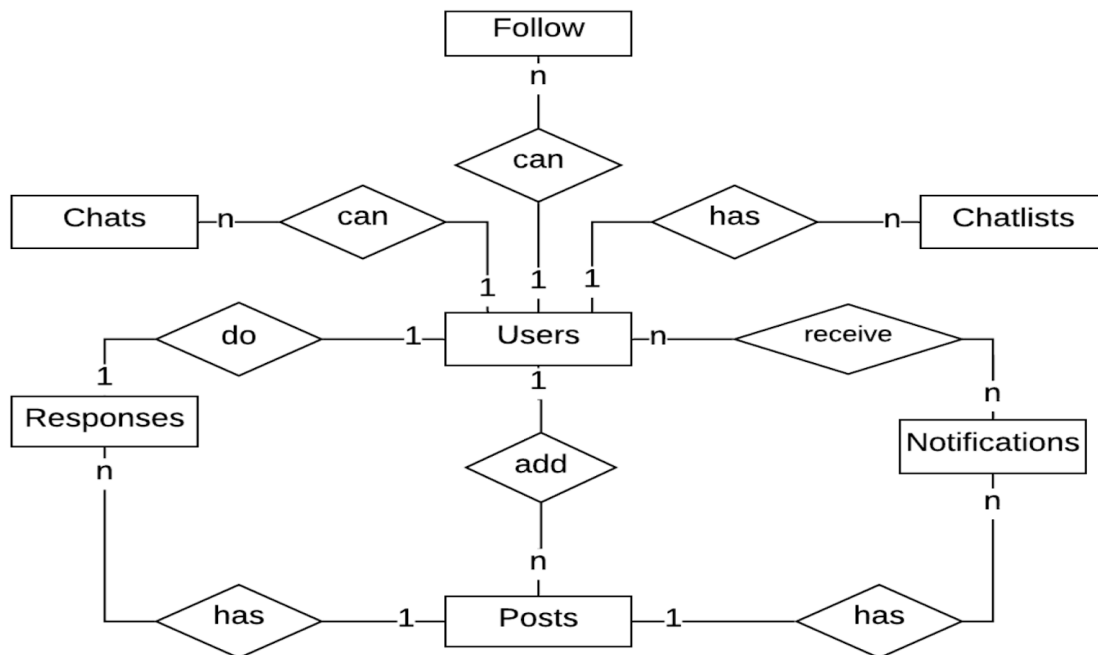 Follow
n
can
Chats
n
can
has
n
Chatlists
1
1
1
do
1
Users
n
receive
1
1
n
Responses
Notifications
n
add
n
n
has
1
Posts
1
has